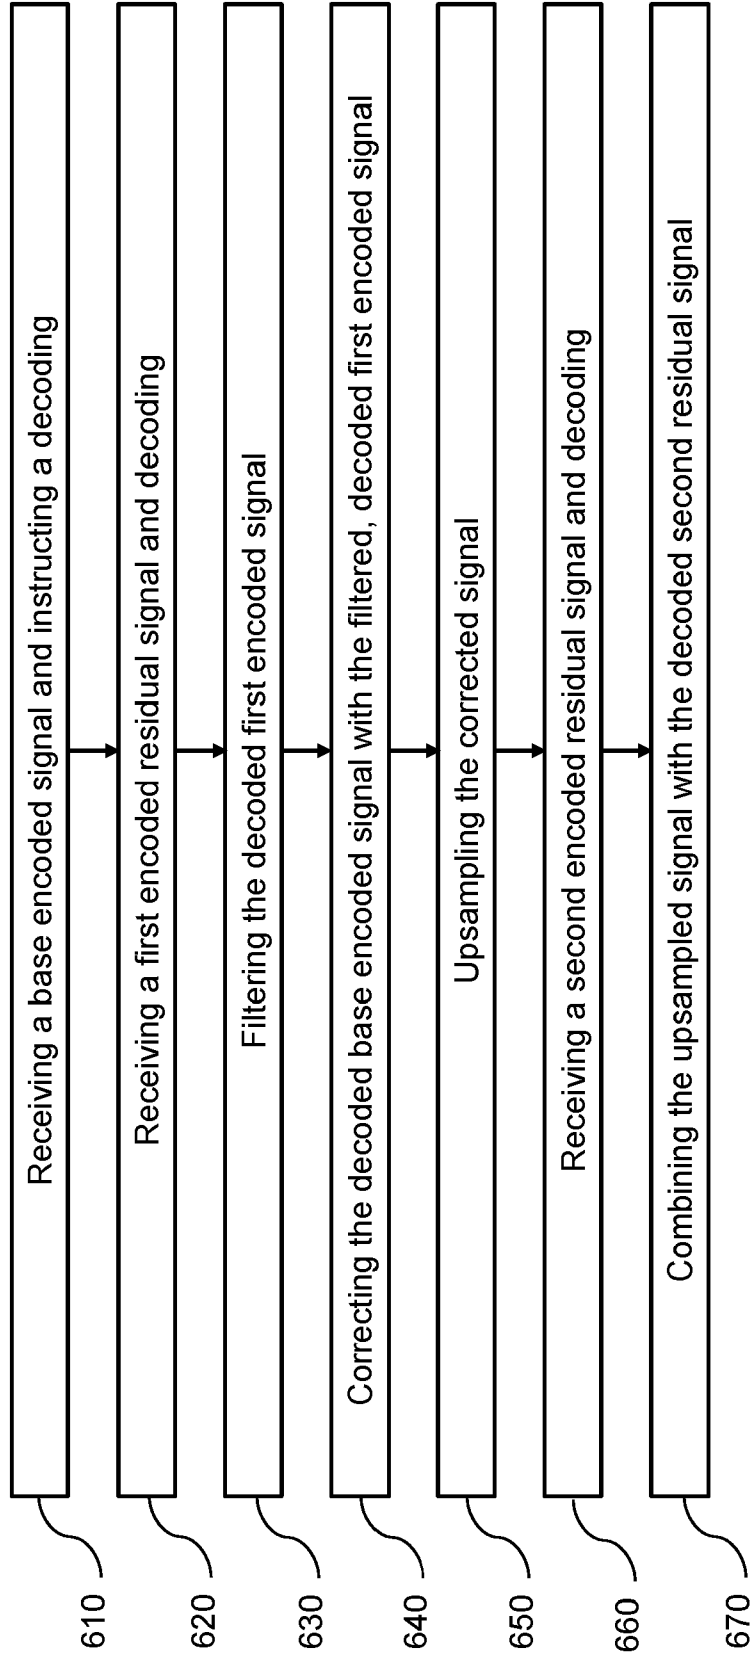 610
Receiving a base encoded signal and instructing a decoding
620
Receiving a first encoded residual signal and decoding
630
Filtering the decoded first encoded signal
640
Correcting the decoded base encoded signal with the filtered, decoded first encoded signal
650
Upsampling the corrected signal
660
Receiving a second encoded residual signal and decoding
670
Combining the upsampled signal with the decoded second residual signal